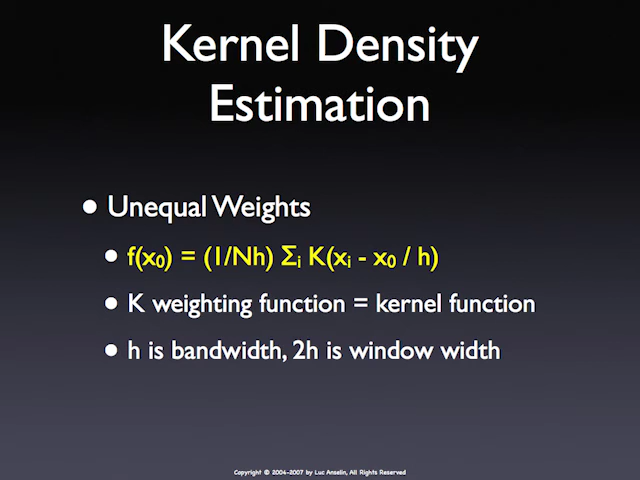 Kernel Density
Estimation
• Unequal Weights
• f(x₀) = (1/Nh) Σᵢ K(xᵢ - x₀ / h)
• K weighting function = kernel function
• h is bandwidth, 2h is window width
Copyright © 2004-2007 by Luc Anselin, All Rights Reserved